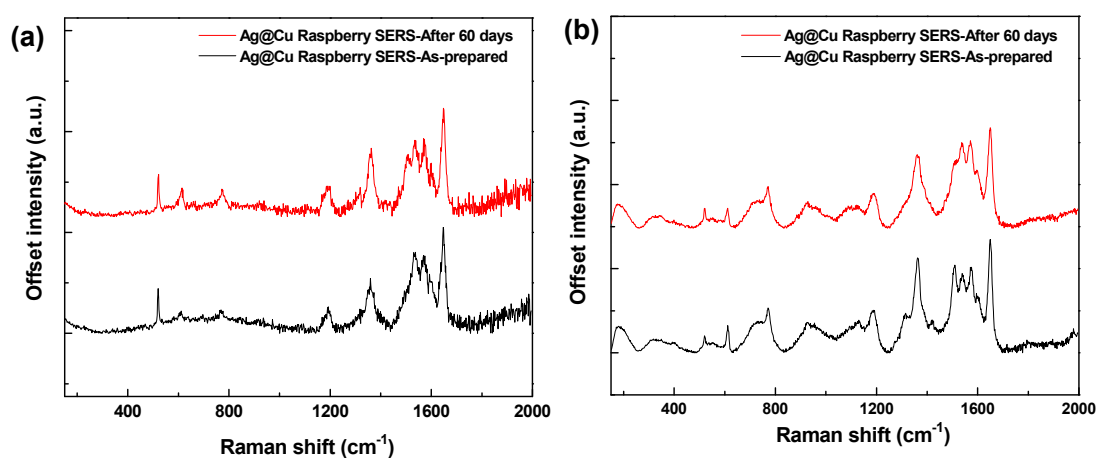 (a)
Ag@Cu Raspberry SERS-After 60 days
Ag@Cu Raspberry SERS-As-prepared
Offset intensity (a.u.)
400 800 1200 1600 2000
Raman shift (cm-1)
(b)
Ag@Cu Raspberry SERS-After 60 days
Ag@Cu Raspberry SERS-As-prepared
Offset intensity (a.u.)
400 800 1200 1600 2000
Raman shift (cm-1)